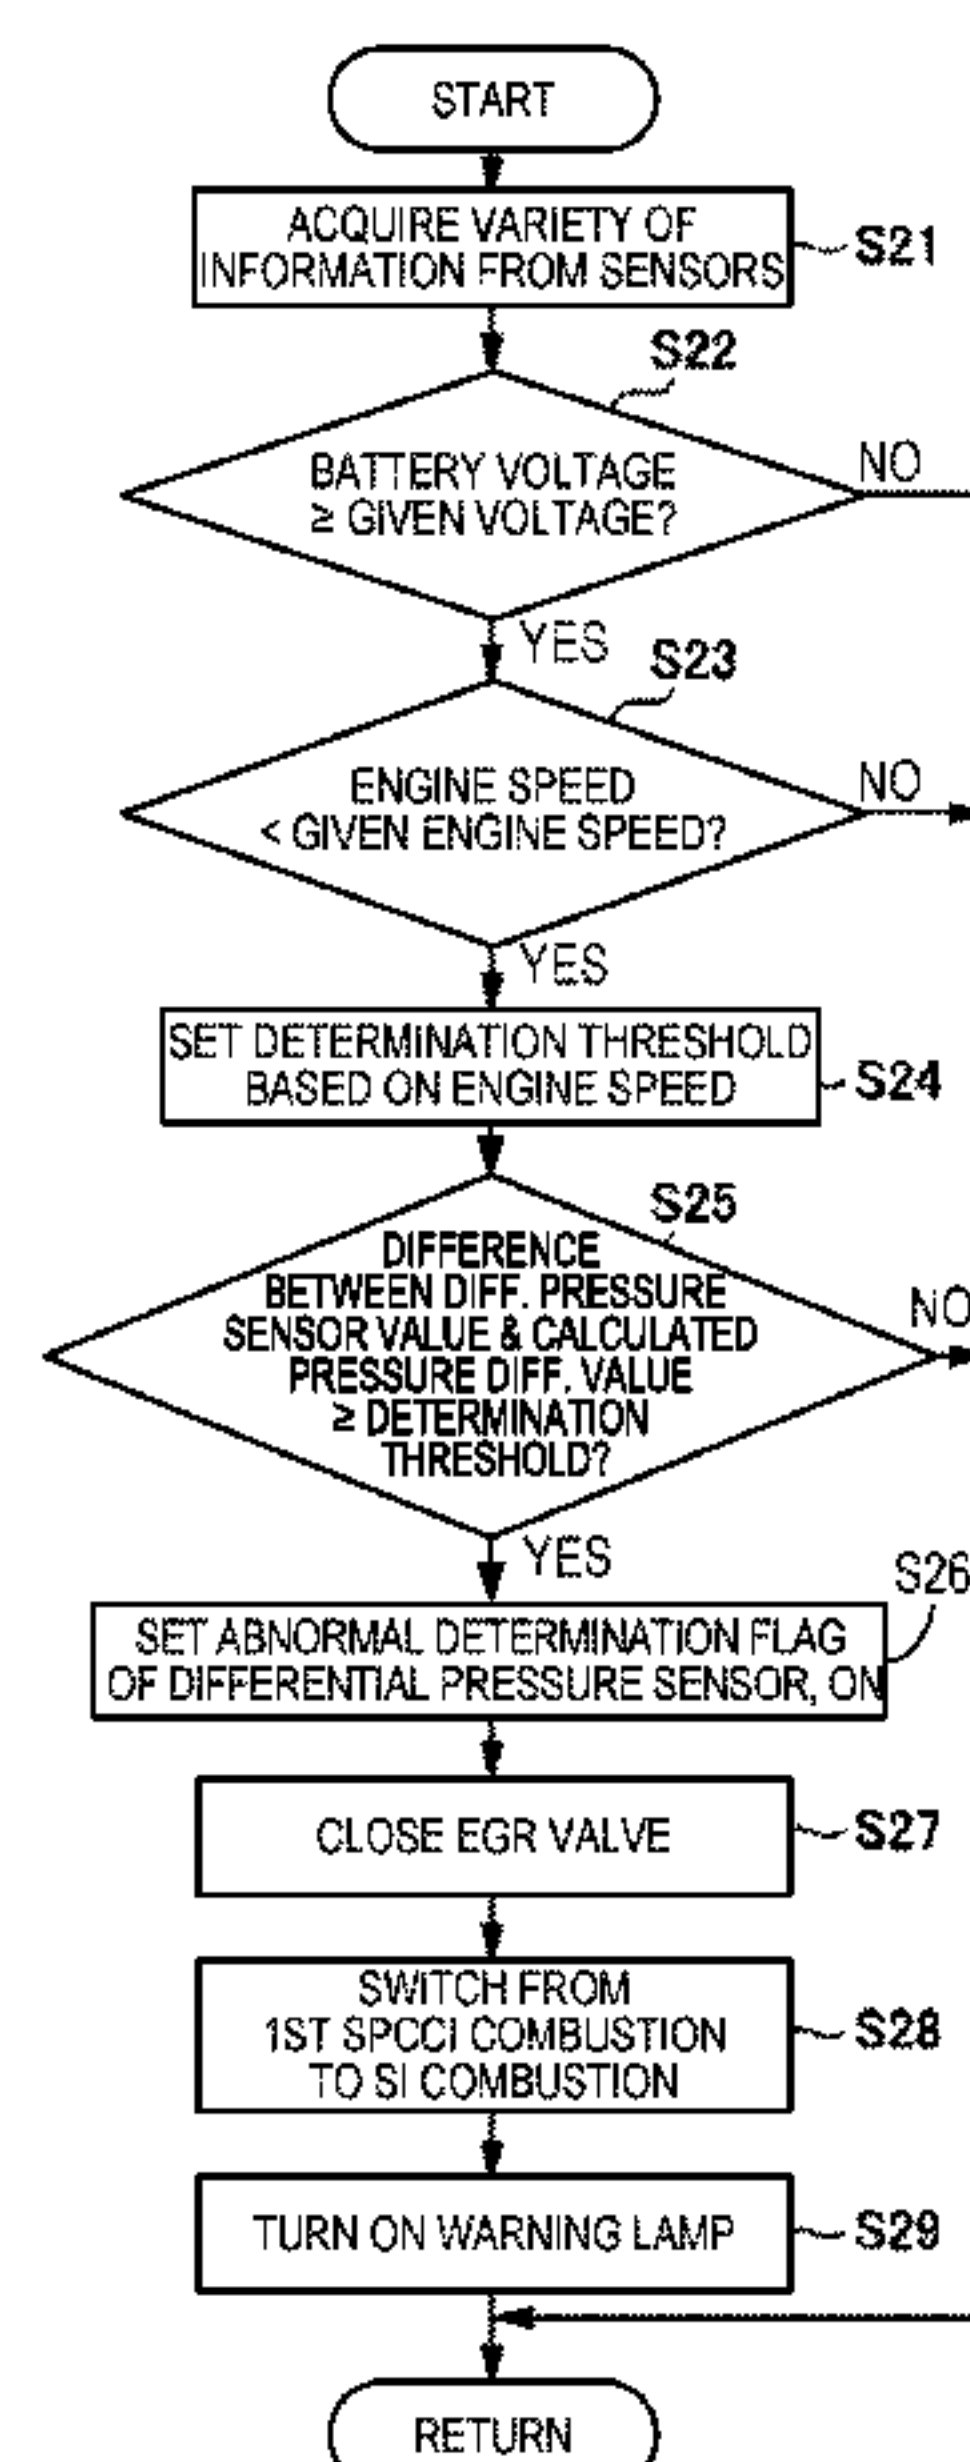 START
ACQUIRE VARIETY OF
INFORMATION FROM SENSORS
S21
S22
BATTERY VOLTAGE
≥ GIVEN VOLTAGE?
NO
YES
S23
ENGINE SPEED
< GIVEN ENGINE SPEED?
NO
YES
SET DETERMINATION THRESHOLD
BASED ON ENGINE SPEED
S24
S25
DIFFERENCE
BETWEEN DIFF. PRESSURE
SENSOR VALUE & CALCULATED
PRESSURE DIFF. VALUE
≥ DETERMINATION
THRESHOLD?
NO
YES
S26
SET ABNORMAL DETERMINATION FLAG
OF DIFFERENTIAL PRESSURE SENSOR, ON
CLOSE EGR VALVE
S27
SWITCH FROM
1ST SPCCI COMBUSTION
TO SI COMBUSTION
S28
TURN ON WARNING LAMP
S29
RETURN